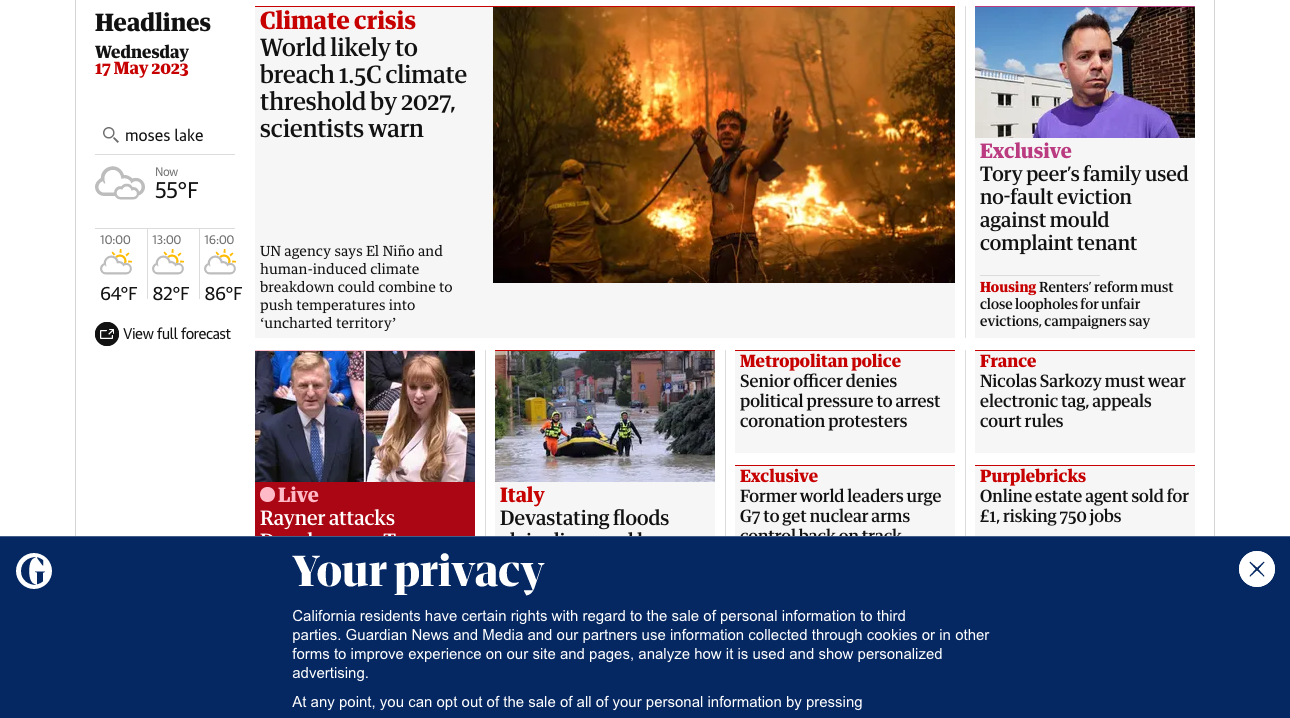 Headlines
Wednesday
17 May 2023
moses lake
Now
55°F
10:00
13:00
16:00
64°F
82°F
86°F
View full forecast
Climate crisis
World likely to
breach 1.5C climate
threshold by 2027,
scientists warn
UN agency says El Niño and
human-induced climate
breakdown could combine to
push temperatures into
‘uncharted territory’
Exclusive
Tory peer’s family used
no-fault eviction
against mould
complaint tenant
Housing Renters’ reform must
close loopholes for unfair
evictions, campaigners say
Live
Rayner attacks
Italy
Devastating floods
Metropolitan police
Senior officer denies
political pressure to arrest
coronation protesters
Exclusive
Former world leaders urge
G7 to get nuclear arms
control back on track
France
Nicolas Sarkozy must wear
electronic tag, appeals
court rules
Purplebricks
Online estate agent sold for
£1, risking 750 jobs
G
Your privacy
California residents have certain rights with regard to the sale of personal information to third
parties. Guardian News and Media and our partners use information collected through cookies or in other
forms to improve experience on our site and pages, analyze how it is used and show personalized
advertising.
At any point, you can opt out of the sale of all of your personal information by pressing